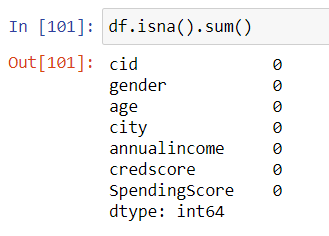 In [101]: df.isna().sum()
Out[101]: cid 0
gender 0
age 0
city 0
annualincome 0
credscore 0
SpendingScore 0
dtype: int64